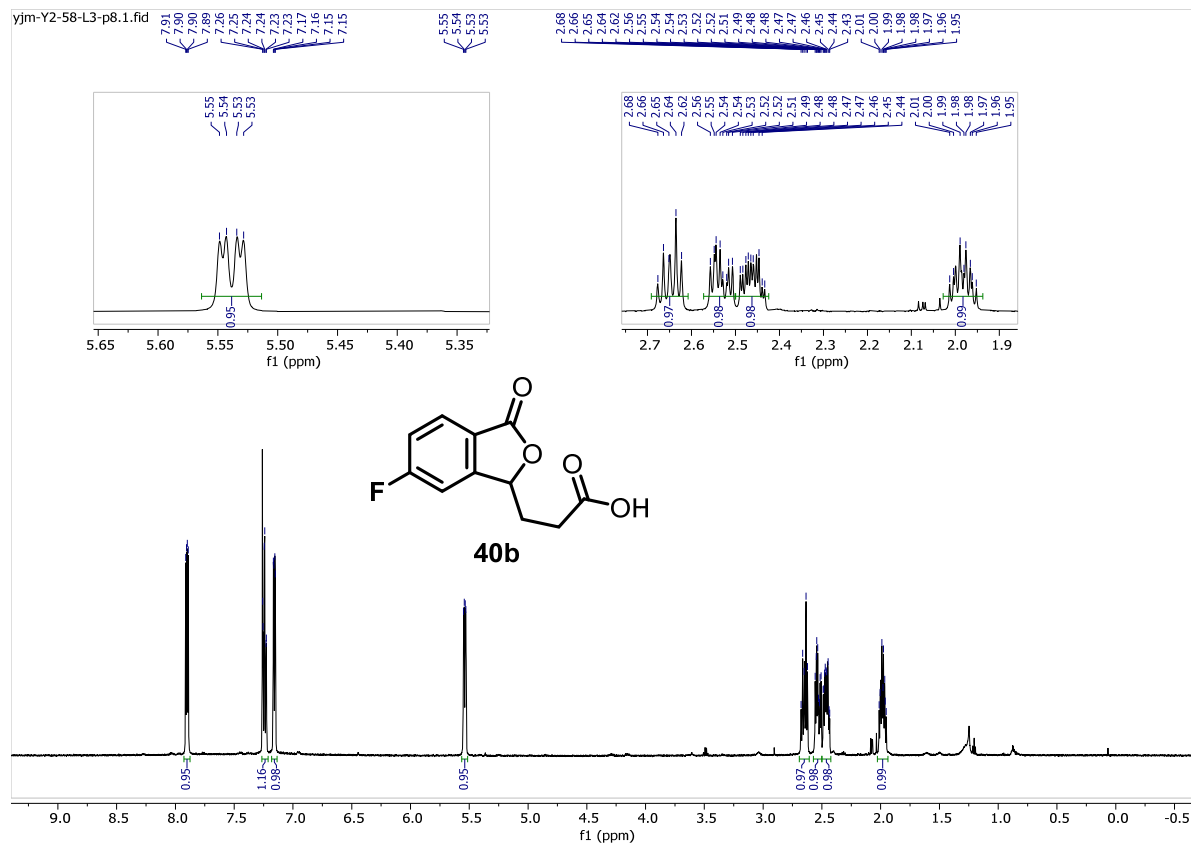 yjm-Y2-58-L3-p8.1.fid
7.91 7.90 7.90 7.89 7.26 7.25 7.24 7.24 7.23 7.23 7.17 7.16 7.15 7.15
5.55 5.54 5.53 5.53
2.68 2.66 2.65 2.64 2.62 2.56 2.55 2.54 2.54 2.53 2.52 2.52 2.51 2.49 2.48 2.48 2.47 2.47 2.46 2.45 2.44 2.43 2.01 2.00 1.99 1.98 1.98 1.97 1.96 1.95
5.55 5.54 5.53 5.53
0.95
5.65 5.60 5.55 5.50 5.45 5.40 5.35
f1 (ppm)
2.68 2.66 2.65 2.64 2.62 2.56 2.55 2.54 2.54 2.53 2.52 2.52 2.51 2.49 2.48 2.48 2.47 2.47 2.46 2.45 2.44 2.01 2.00 1.99 1.98 1.98 1.97 1.96 1.95
0.97 0.98 0.98 0.99
2.7 2.6 2.5 2.4 2.3 2.2 2.1 2.0 1.9
f1 (ppm)
O
O
O
F
OH
40b
0.95 1.16 0.98 0.95 0.97 0.98 0.98 0.99
9.0 8.5 8.0 7.5 7.0 6.5 6.0 5.5 5.0 4.5 4.0 3.5 3.0 2.5 2.0 1.5 1.0 0.5 0.0 -0.5
f1 (ppm)